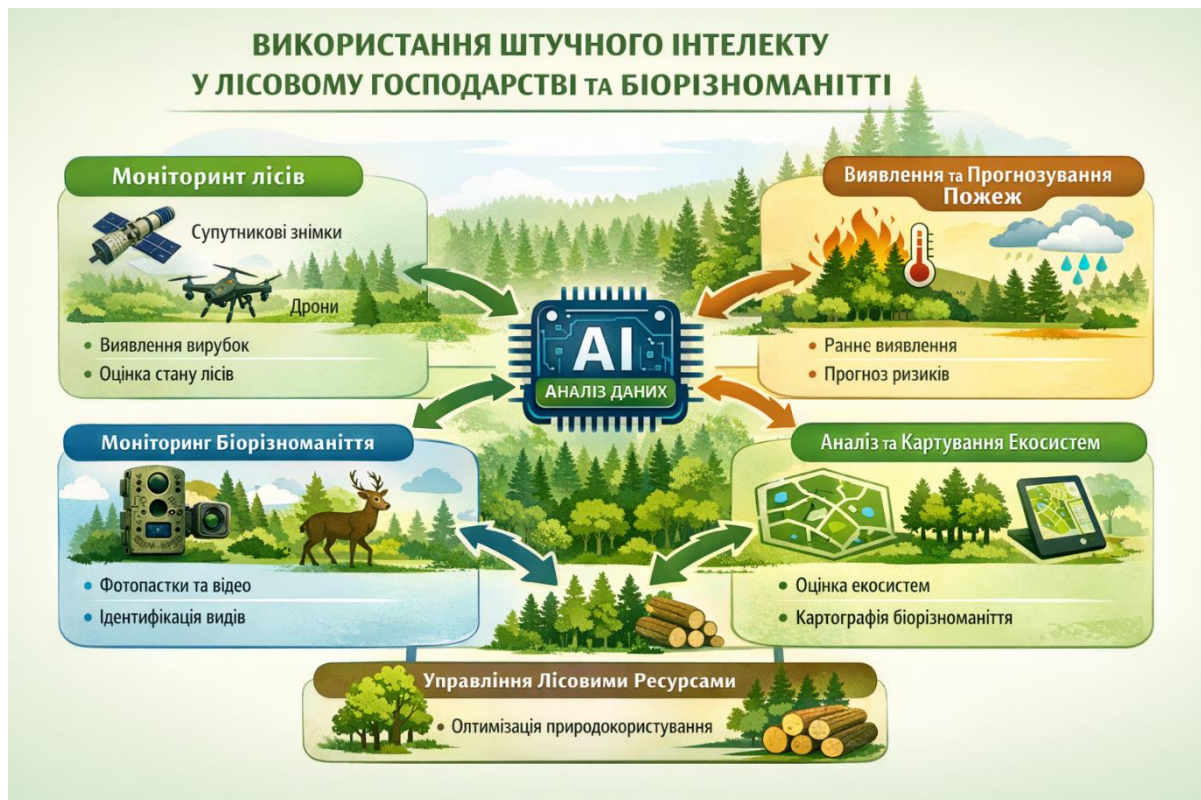 ВИКОРИСТАННЯ ШТУЧНОГО ІНТЕЛЕКТУ
У ЛІСОВОМУ ГОСПОДАРСТВІ ТА БІОРІЗНОМАНІТТІ
Моніторинт лісів
Супутникові знімки
Дрони
• Виявлення вирубок
• Оцінка стану лісів
Виявлення та Прогнозування
Пожеж
• Раннє виявлення
• Прогноз ризиків
AI
АНАЛІЗ ДАНИХ
Моніторинг Біорізноманіття
• Фотопастки та відео
• Ідентифікація видів
Аналіз та Картування Екосистем
• Оцінка екосистем
• Картографія біорізноманіття
Управління Лісовими Ресурсами
• Олтимізація природокористування